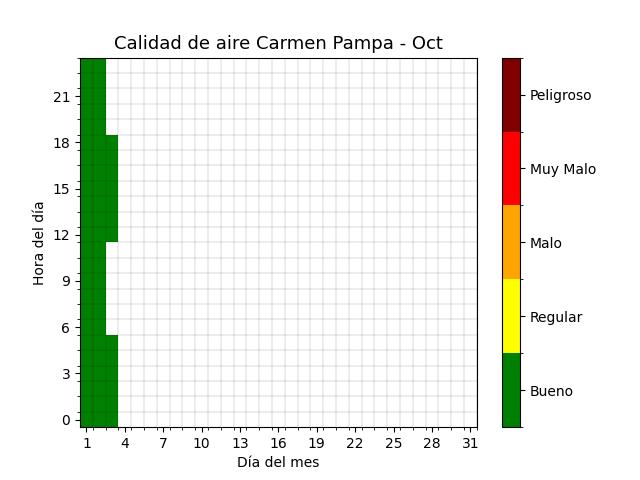 Calidad de aire Carmen Pampa - Oct
21
18
15
12
9
6
3
0
Hora del día
1 4 7 10 13 16 19 22 25 28 31
Día del mes
Peligroso
Muy Malo
Malo
Regular
Bueno